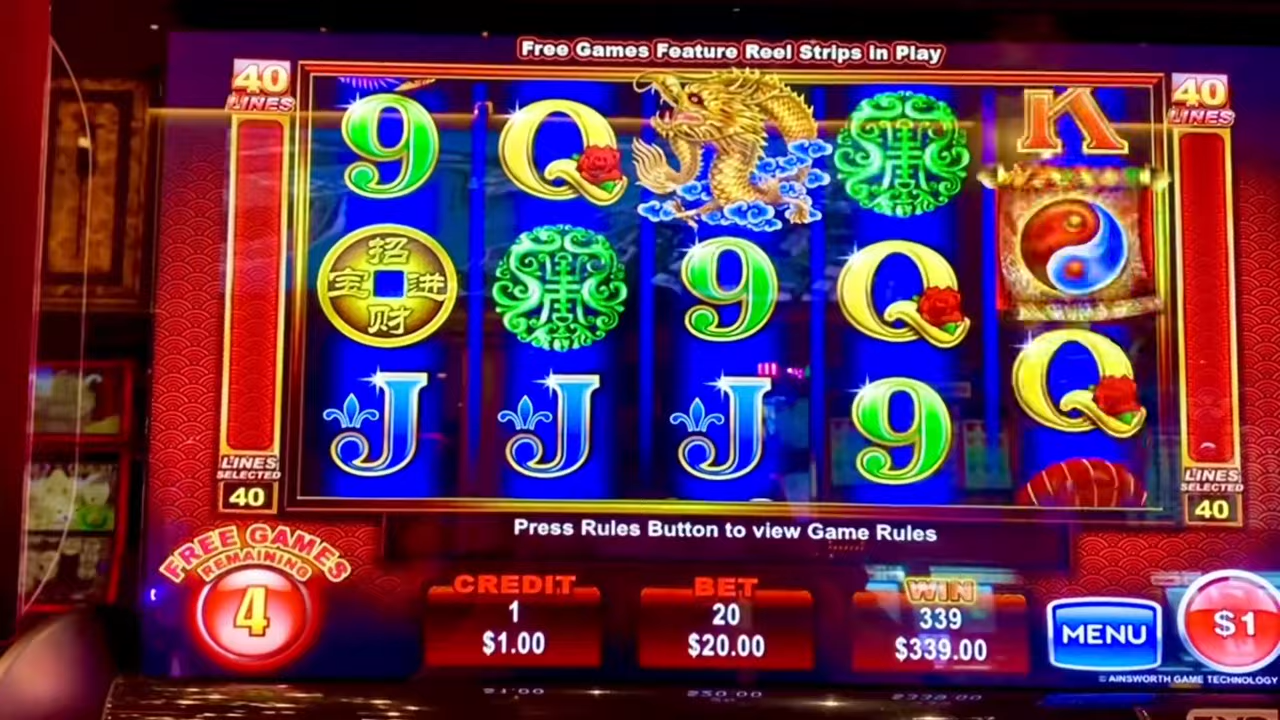 Free Games Feature Reel Strips In Play
40
LINES
40
LINES
9
Q
K
招
宝 进
财
9
Q
J
J
J
9
Q
LINES
SELECTED
40
LINES
SELECTED
40
Press Rules Button to view Game Rules
FREE GAMES
REMAINING
4
CREDIT
1
$1.00
BET
20
$20.00
WIN
339
$339.00
MENU
$1
© AINSWORTH GAME TECHNOLOGY